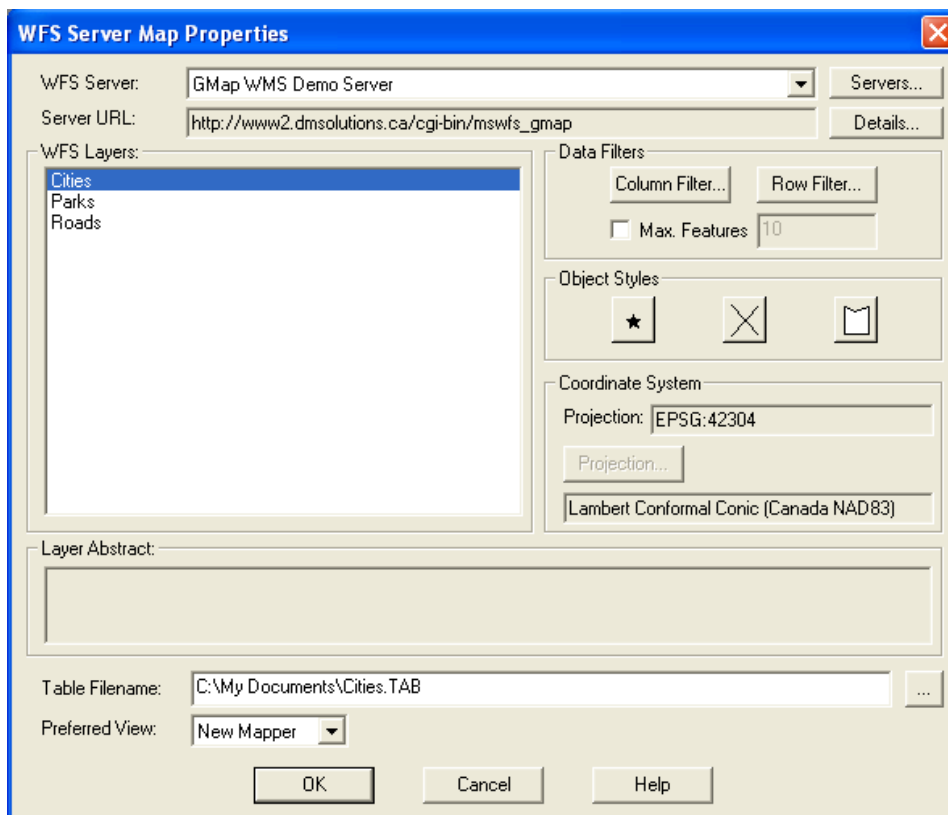 WFS Server Map Properties
WFS Server: GMap WMS Demo Server Servers...
Server URL: http://www2.dmsolutions.ca/cgi-bin/mswfs_gmap Details...
WFS Layers:
Cities
Parks
Roads
Data Filters
Column Filter... Row Filter...
Max. Features 10
Object Styles
Coordinate System
Projection: EPSG:42304
Projection...
Lambert Conformal Conic (Canada NAD83)
Layer Abstract:
Table Filename: C:\My Documents\Cities.TAB ...
Preferred View: New Mapper
OK Cancel Help